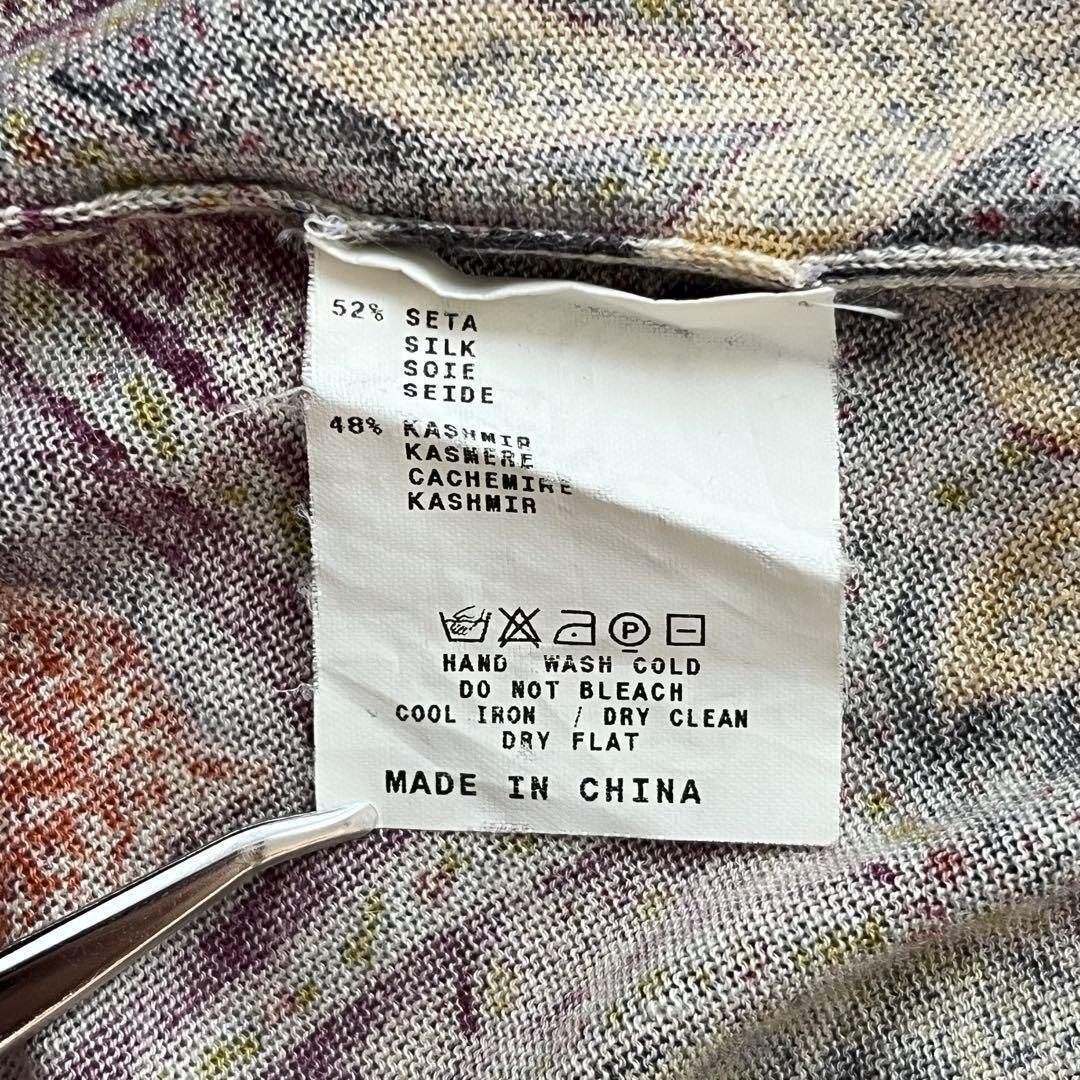 52% SETA
SILK
SOIE
SEIDE
48% KASHMIR
KASMERE
CACHEMIRE
KASHMIR
P
HAND WASH COLD
DO NOT BLEACH
COOL IRON / DRY CLEAN
DRY FLAT
MADE IN CHINA